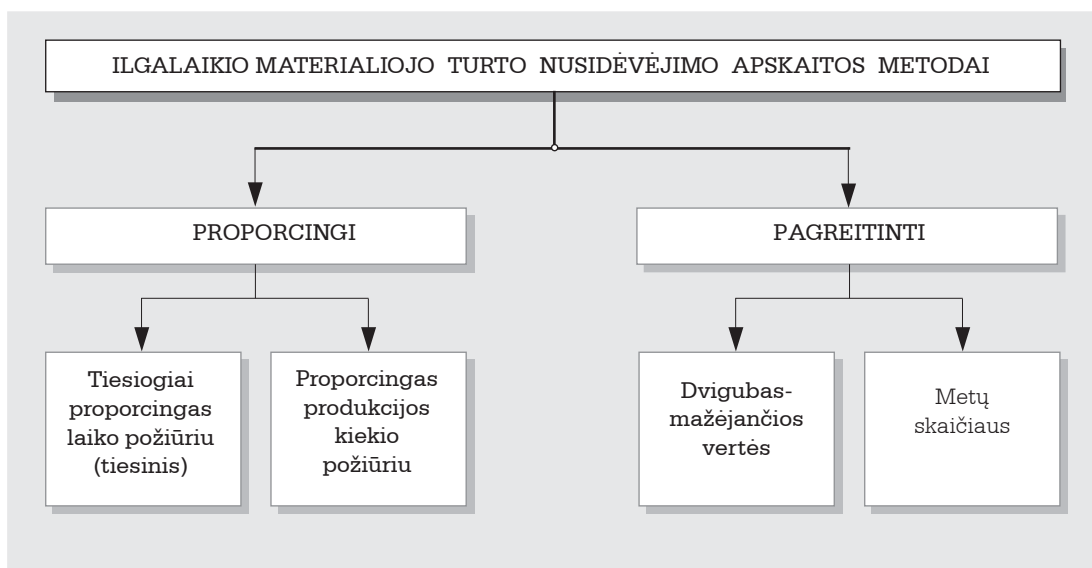 ILGALAIKIO MATERIALIOJO TURTO NUSIDĖVĖJIMO APSKAITOS METODAI
PROPORCINGI
PAGREITINTI
Tiesiogiai
proporcingas
laiko požiūriu
(tiesinis)
Proporcingas
produkcijos
kiekio
požiūriu
Dvigubas-
mažėjančios
vertės
Metų
skaičiaus